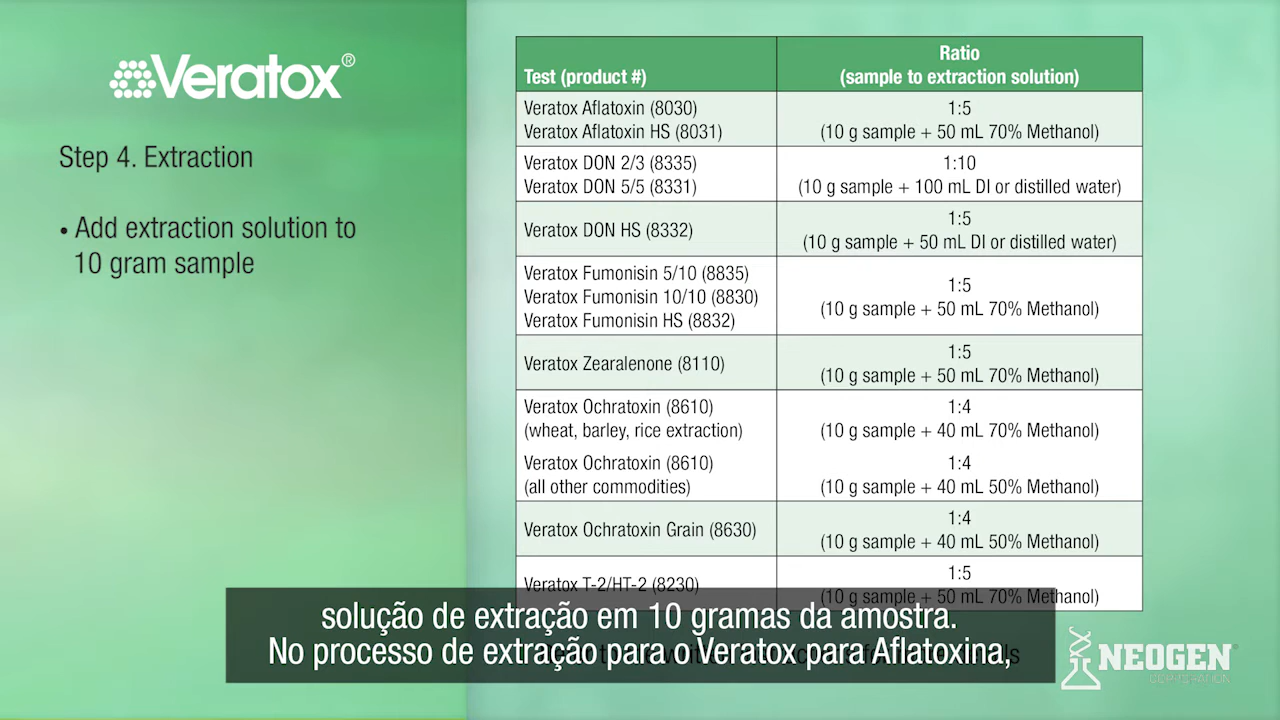 Veratox®
Step 4. Extraction
• Add extraction solution to
10 gram sample
Test (product #)
Ratio
(sample to extraction solution)
Veratox Aflatoxin (8030)
Veratox Aflatoxin HS (8031)
1:5
(10 g sample + 50 mL 70% Methanol)
Veratox DON 2/3 (8335)
Veratox DON 5/5 (8331)
1:10
(10 g sample + 100 mL DI or distilled water)
Veratox DON HS (8332)
1:5
(10 g sample + 50 mL DI or distilled water)
Veratox Fumonisin 5/10 (8835)
Veratox Fumonisin 10/10 (8830)
Veratox Fumonisin HS (8832)
1:5
(10 g sample + 50 mL 70% Methanol)
Veratox Zearalenone (8110)
1:5
(10 g sample + 50 mL 70% Methanol)
Veratox Ochratoxin (8610)
(wheat, barley, rice extraction)
1:4
(10 g sample + 40 mL 70% Methanol)
Veratox Ochratoxin (8610)
(all other commodities)
1:4
(10 g sample + 40 mL 50% Methanol)
Veratox Ochratoxin Grain (8630)
1:4
(10 g sample + 40 mL 50% Methanol)
Veratox T-2/HT-2 (8230)
1:5
(10 g sample + 50 mL 70% Methanol)
solução de extração em 10 gramas da amostra.
No processo de extração para o Veratox para Aflatoxina,
NEOGEN®
CORPORATION